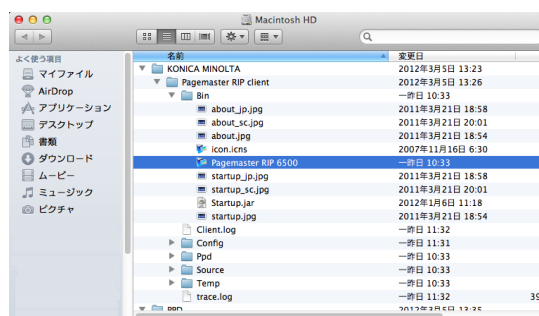 Macintosh HD
よく使う項目
マイファイル
AirDrop
アプリケーション
デスクトップ
書類
ダウンロード
ムービー
ミュージック
ピクチャ
名前 変更日
KONICA MINOLTA 2012年3月5日 13:23
Pagemaster RIP client 2012年3月5日 13:26
Bin 一昨日 10:33
about_jp.jpg 2011年3月21日 18:58
about_sc.jpg 2011年3月21日 20:01
about.jpg 2011年3月21日 18:54
icon.icns 2007年11月16日 6:30
Pagemaster RIP 6500 一昨日 10:33
startup_jp.jpg 2011年3月21日 18:58
startup_sc.jpg 2011年3月21日 20:01
Startup.jar 2012年1月6日 11:18
startup.jpg 2011年3月21日 18:54
Client.log 一昨日 11:32
Config 一昨日 11:31
Ppd 一昨日 10:33
Source 一昨日 10:33
Temp 一昨日 10:33
trace.log 一昨日 11:32 39
PPD 2012年3月5日 13:35